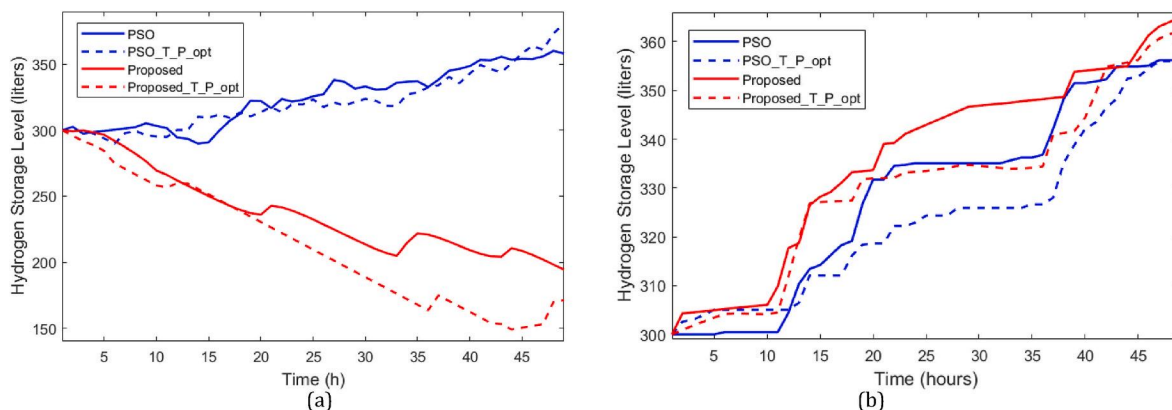 PSO
PSO_T_P_opt
Proposed
Proposed_T_P_opt
350
300
250
200
150
Hydrogen Storage Level (liters)
5 10 15 20 25 30 35 40 45
Time (h)
(a)
PSO
PSO_T_P_opt
Proposed
Proposed_T_P_opt
360
350
340
330
320
310
300
Hydrogen Storage Level (liters)
5 10 15 20 25 30 35 40 45
Time (hours)
(b)